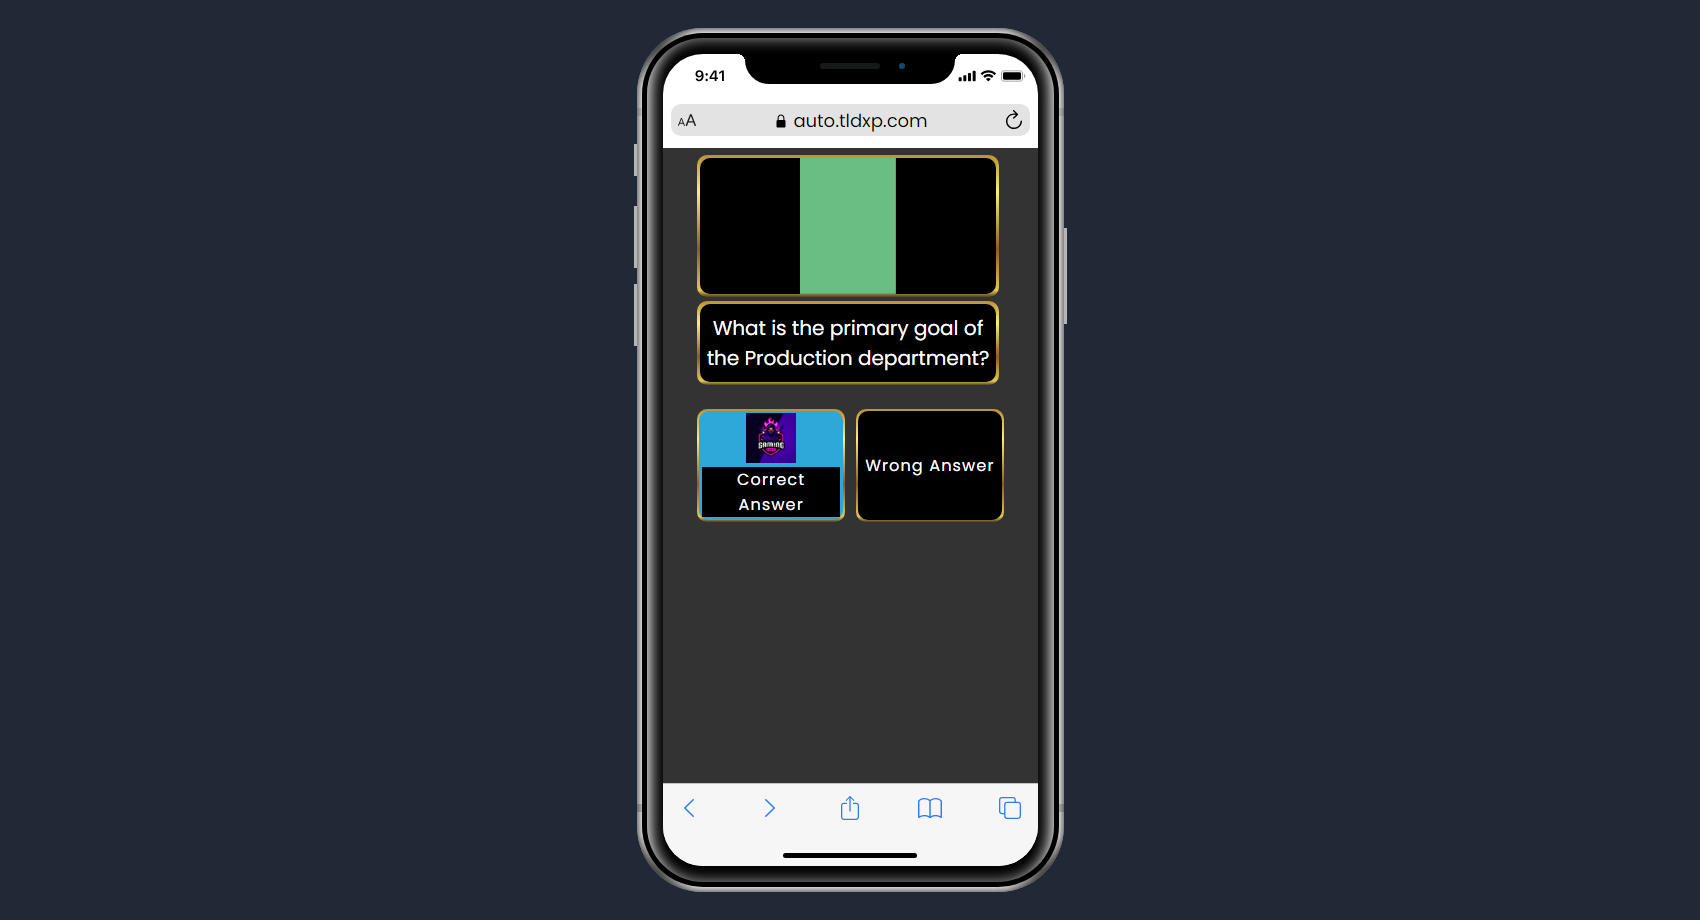 9:41
AA
auto.tldxp.com
What is the primary goal of
the Production department?
GAMING
Correct
Answer
Wrong Answer